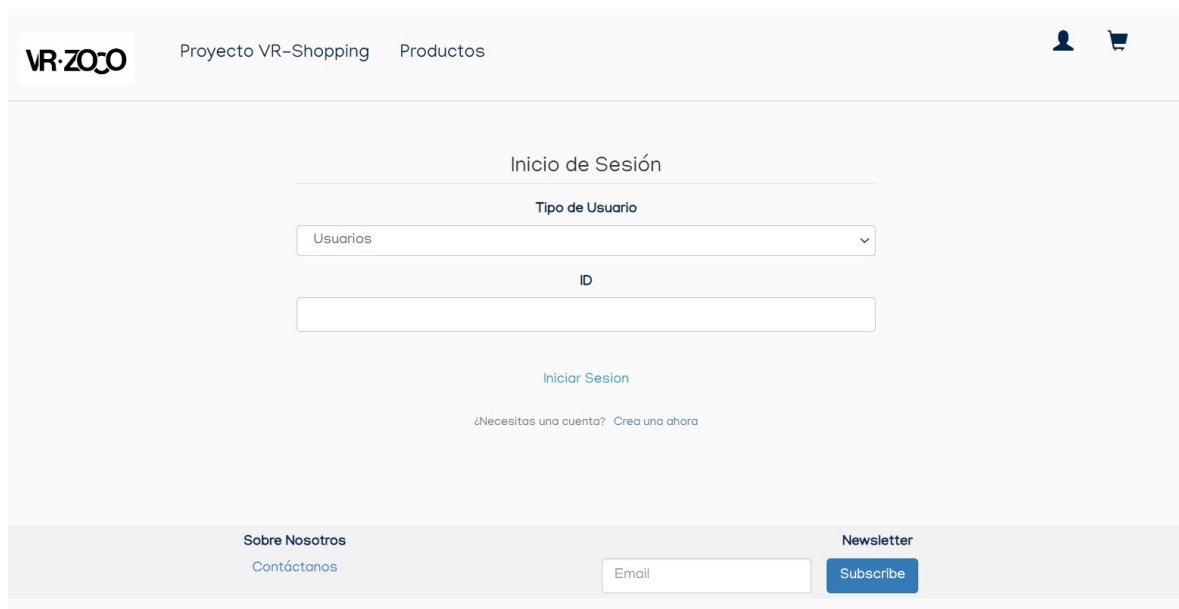 VR·ZOCO
Proyecto VR-Shopping Productos
Inicio de Sesión
Tipo de Usuario
Usuarios
ID
Iniciar Sesion
¿Necesitas una cuenta? Crea una ahora
Sobre Nosotros
Contáctanos
Newsletter
Email
Subscribe